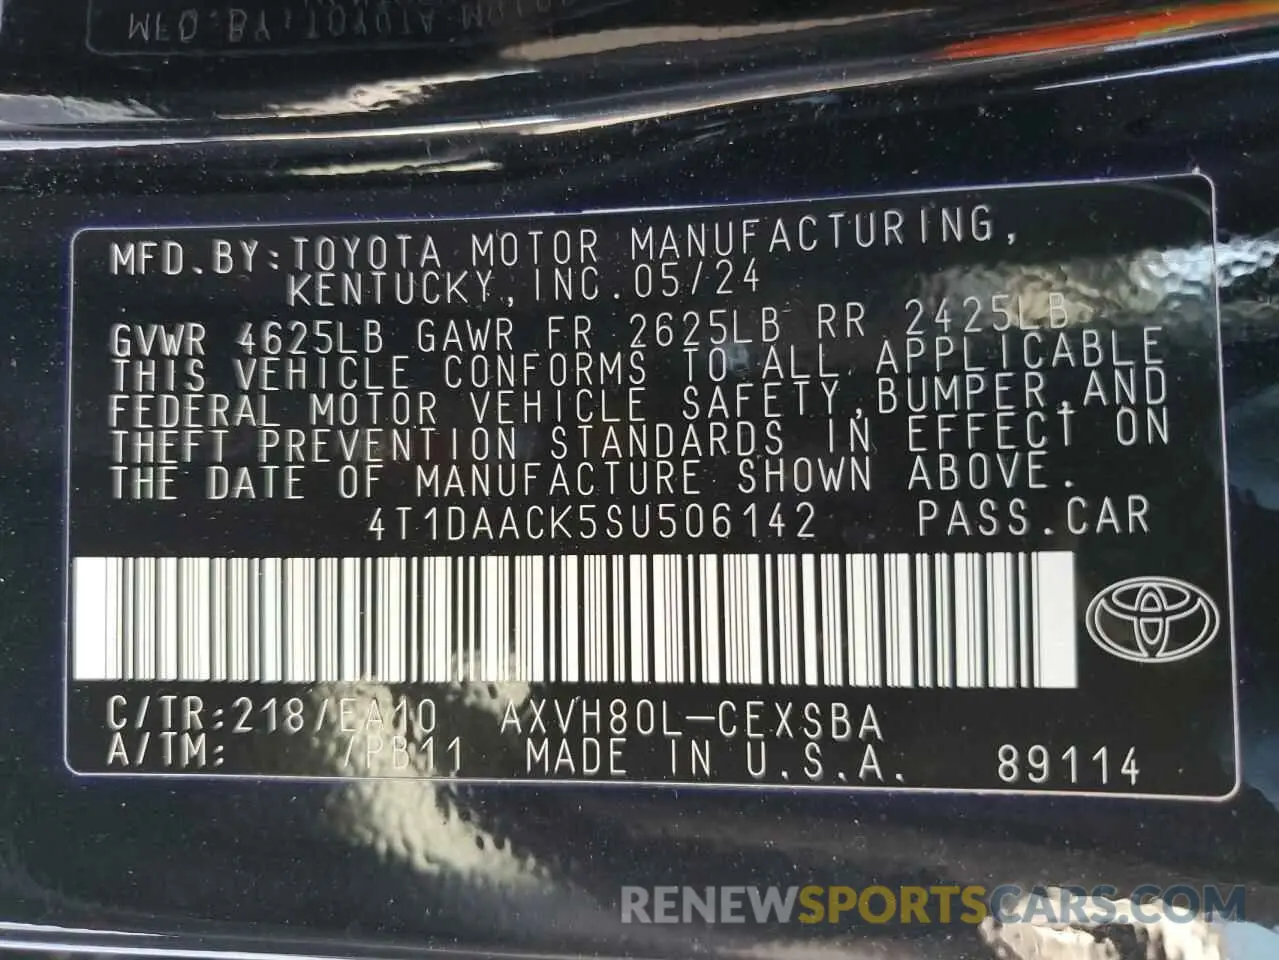 MFD.BY:TOYOTA MOTOR MANUFACTURING,
KENTUCKY, INC. 05/24
GVWR 4625LB GAWR FR 2625LB RR 2425LB
THIS VEHICLE CONFORMS TO ALL APPLICABLE
FEDERAL MOTOR VEHICLE SAFETY, BUMPER, AND
THEFT PREVENTION STANDARDS IN EFFECT ON
THE DATE OF MANUFACTURE SHOWN ABOVE.
4T1DAACK5SU506142 PASS.CAR
C/TR:218/EA10 AXVH80L-CEXSBA
A/TM: /PB11 MADE IN U.S.A. 89114
RENEWSPORTSCARS.COM